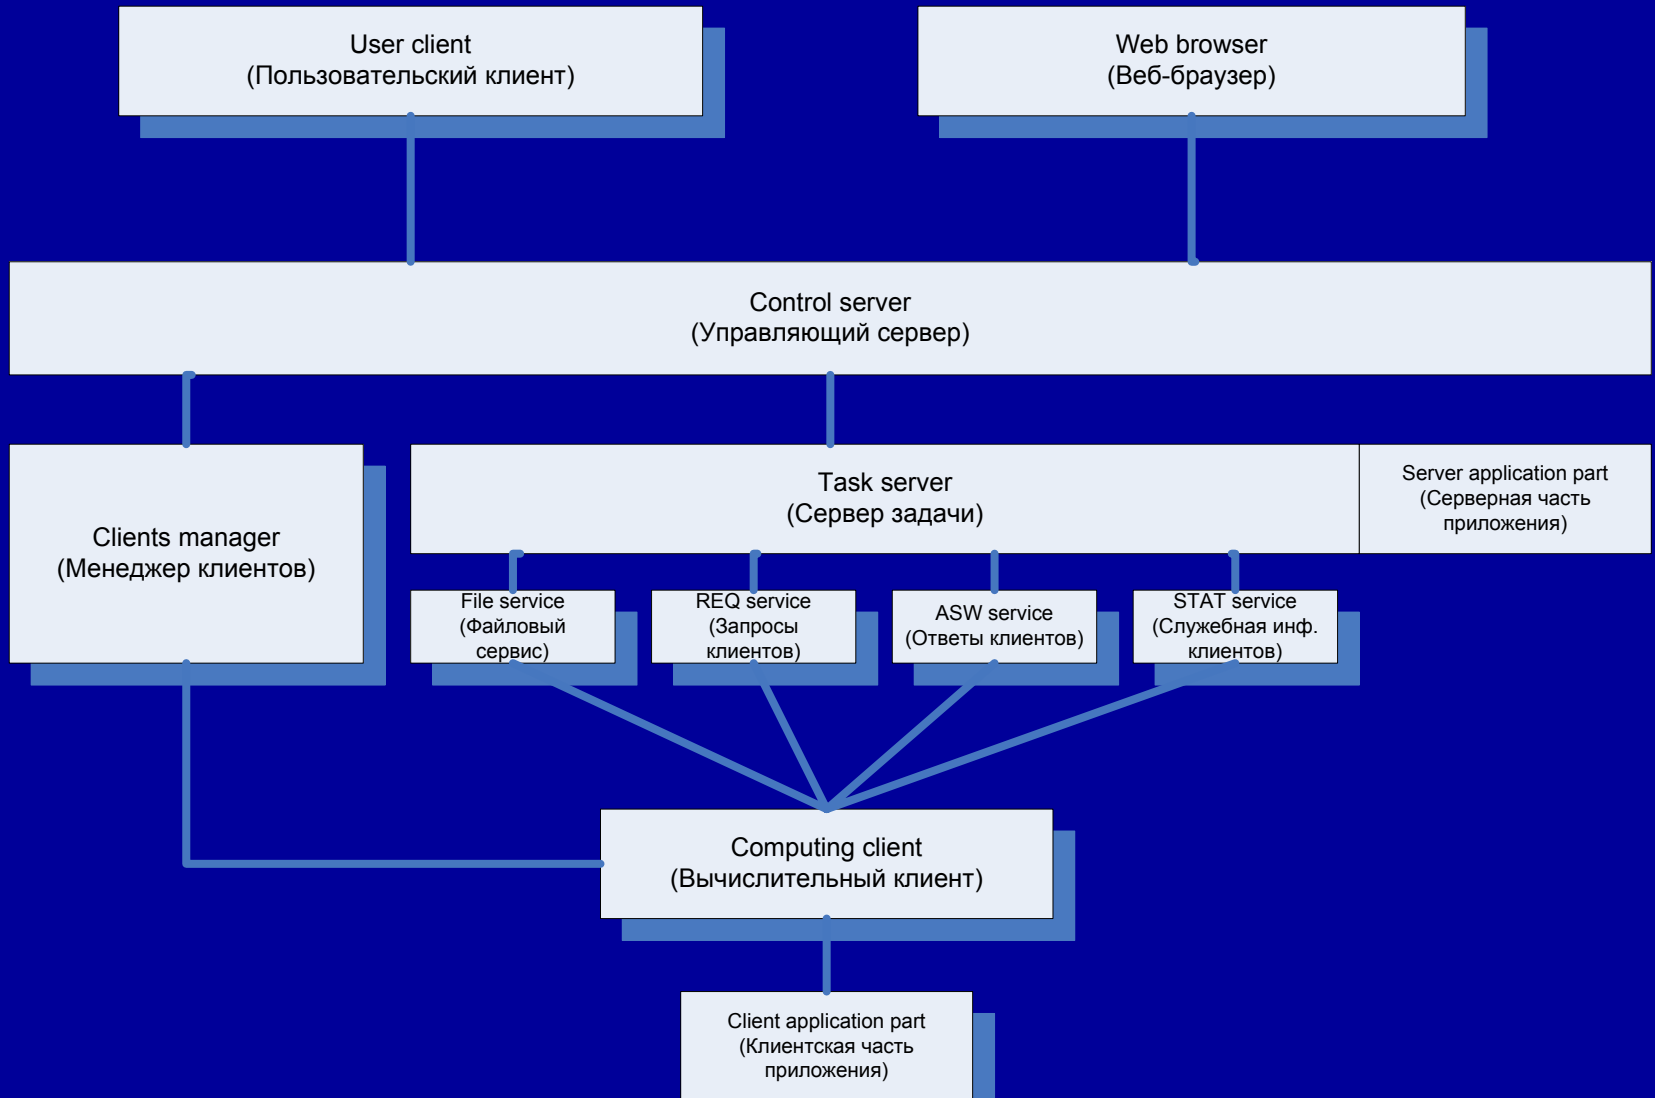 User client
(Пользовательский клиент)
Web browser
(Веб-браузер)
Control server
(Управляющий сервер)
Clients manager
(Менеджер клиентов)
Task server
(Сервер задачи)
Server application part
(Серверная часть
приложения)
File service
(Файловый
сервис)
REQ service
(Запросы
клиентов)
ASW service
(Ответы клиентов)
STAT service
(Служебная инф.
клиентов)
Computing client
(Вычислительный клиент)
Client application part
(Клиентская часть
приложения)